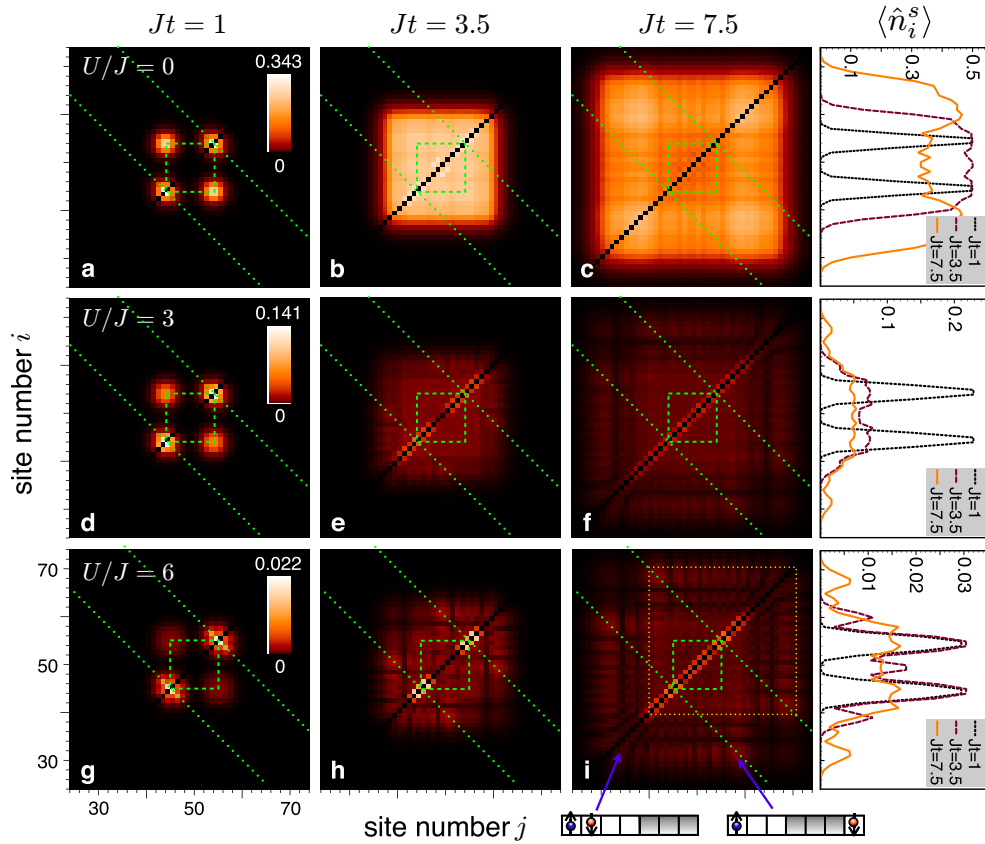 Jt = 1
Jt = 3.5
Jt = 7.5
⟨n̂ᵢˢ⟩
U/J = 0
0.343
0
a
b
c
0.1
0.3
0.5
Jt=1
Jt=3.5
Jt=7.5
U/J = 3
0.141
0
d
e
f
0.1
0.2
Jt=1
Jt=3.5
Jt=7.5
site number i
U/J = 6
0.022
0
g
h
i
70
50
30
0.01
0.02
0.03
Jt=1
Jt=3.5
Jt=7.5
30
50
70
site number j